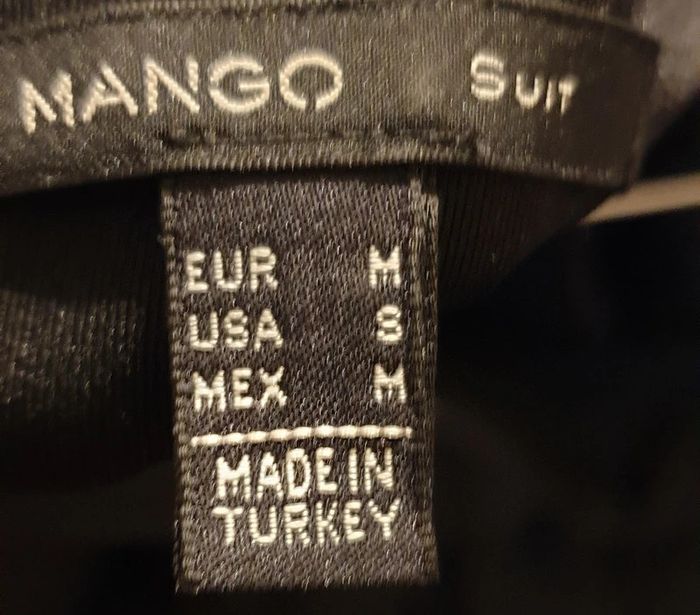 MANGO Suit
EUR M
USA S
MEX M
MADE IN
TURKEY